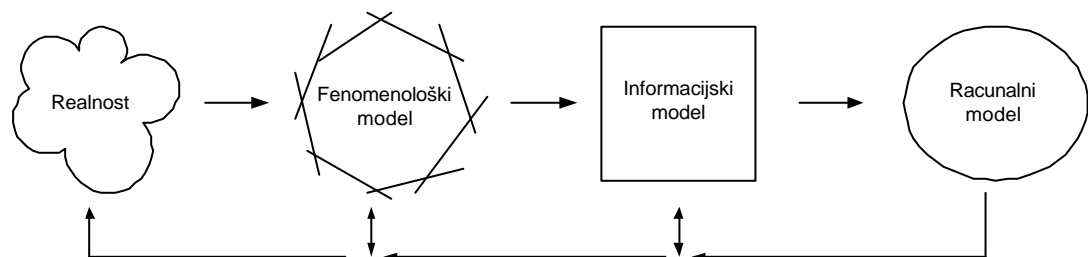 Realnost
Fenomenološki
model
Informacijski
model
Racunalni
model